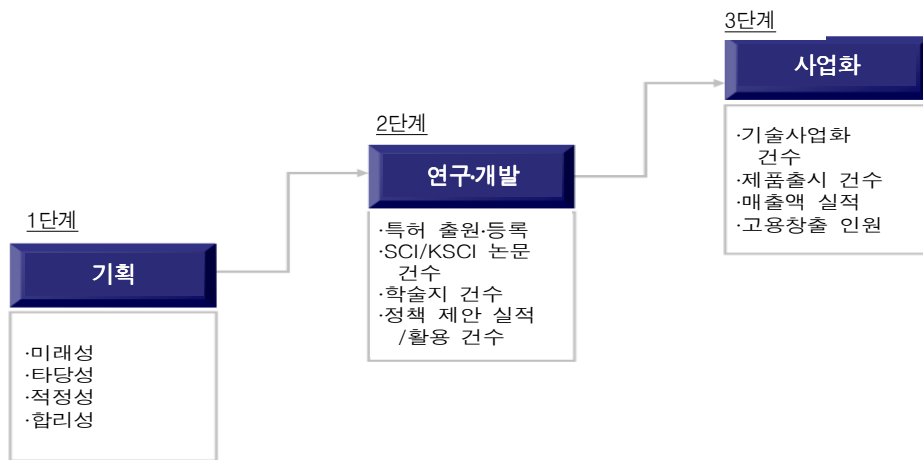 1단계
기획
·미래성
·타당성
·적정성
·합리성
2단계
연구·개발
·특허 출원·등록
·SCI/KSCI 논문
건수
·학술지 건수
·정책 제안 실적
/활용 건수
3단계
사업화
·기술사업화
건수
·제품출시 건수
·매출액 실적
·고용창출 인원